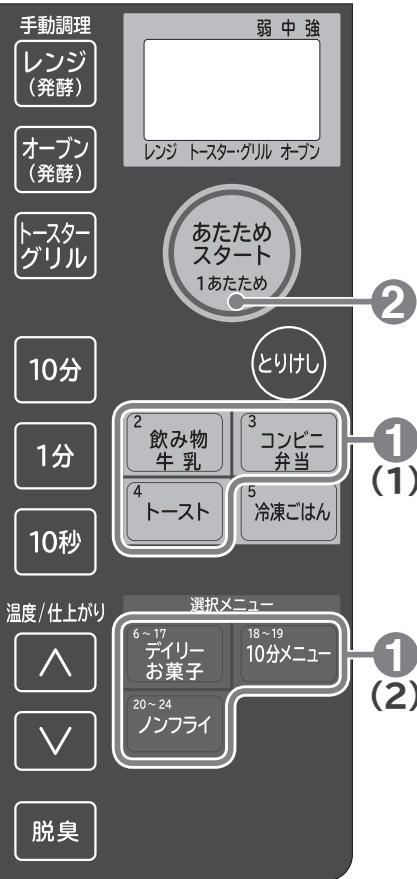 手動調理
レンジ
(発酵)
オーブン
(発酵)
トースター
グリル
弱 中 強
レンジ トースター・グリル オーブン
あたため
スタート
1あたため
2
とりけし
10分
1分
10秒
2
飲み物
牛乳
3
コンビニ
弁当
4
トースト
5
冷凍ごはん
1
(1)
温度/仕上がり
選択メニュー
6~17
デイリー
お菓子
18~19
10分メニュー
20~24
ノンフライ
1
(2)
脱臭